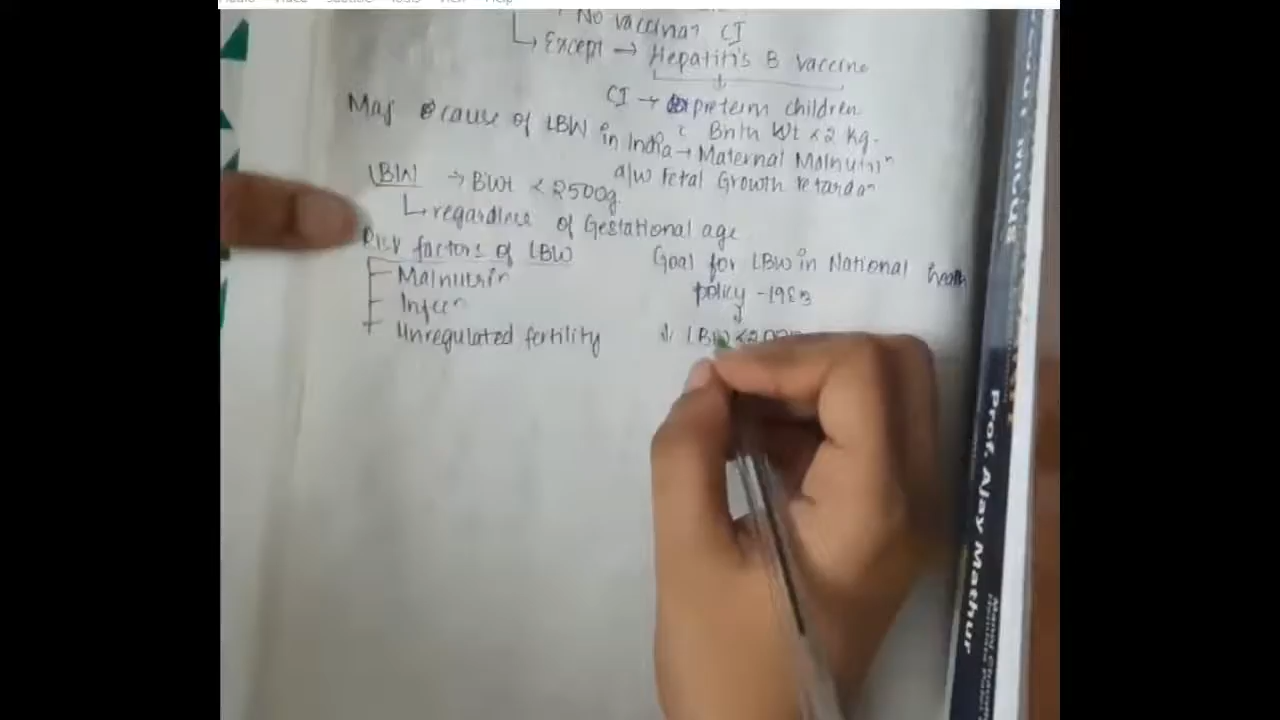 No vaccinan CI
Except → Hepatitis B vaccine
CI → preterm children
c Birth Wt < 2 kg.
Maj cause of LBW in India → Maternal Malnutrin
a/w Fetal Growth retardan
LBW → BWt < 2500g
regardless of Gestational age
Risk factors of LBW
Malnutrin
Infecn
Unregulated fertility
Goal for LBW in National health
policy - 1983
↓ LBW <
Prof. Ajay Mathur